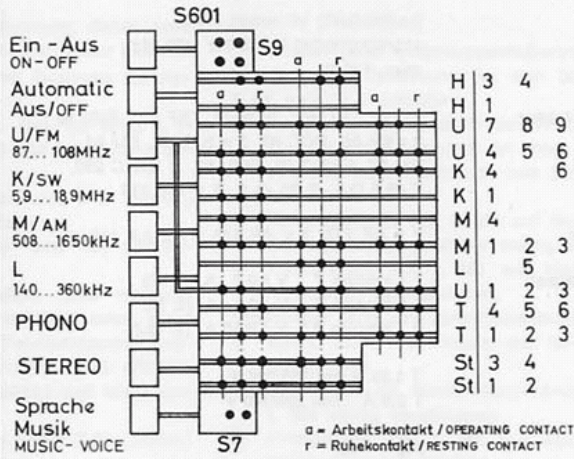 S601
Ein - Aus
ON - OFF
S9
Automatic
Aus/OFF
U/FM
87...108MHz
K/SW
5,9...18,9MHz
M/AM
508...1650kHz
L
140...360kHz
PHONO
STEREO
Sprache
Musik
MUSIC - VOICE
S7
a r
a r
a r
H 3 4
H 1
U 7 8 9
U 4 5 6
K 4 6
K 1
M 4
M 1 2 3
L 5
U 1 2 3
T 4 5 6
T 1 2 3
St 3 4
St 1 2
a = Arbeitskontakt / OPERATING CONTACT
r = Ruhekontakt / RESTING CONTACT